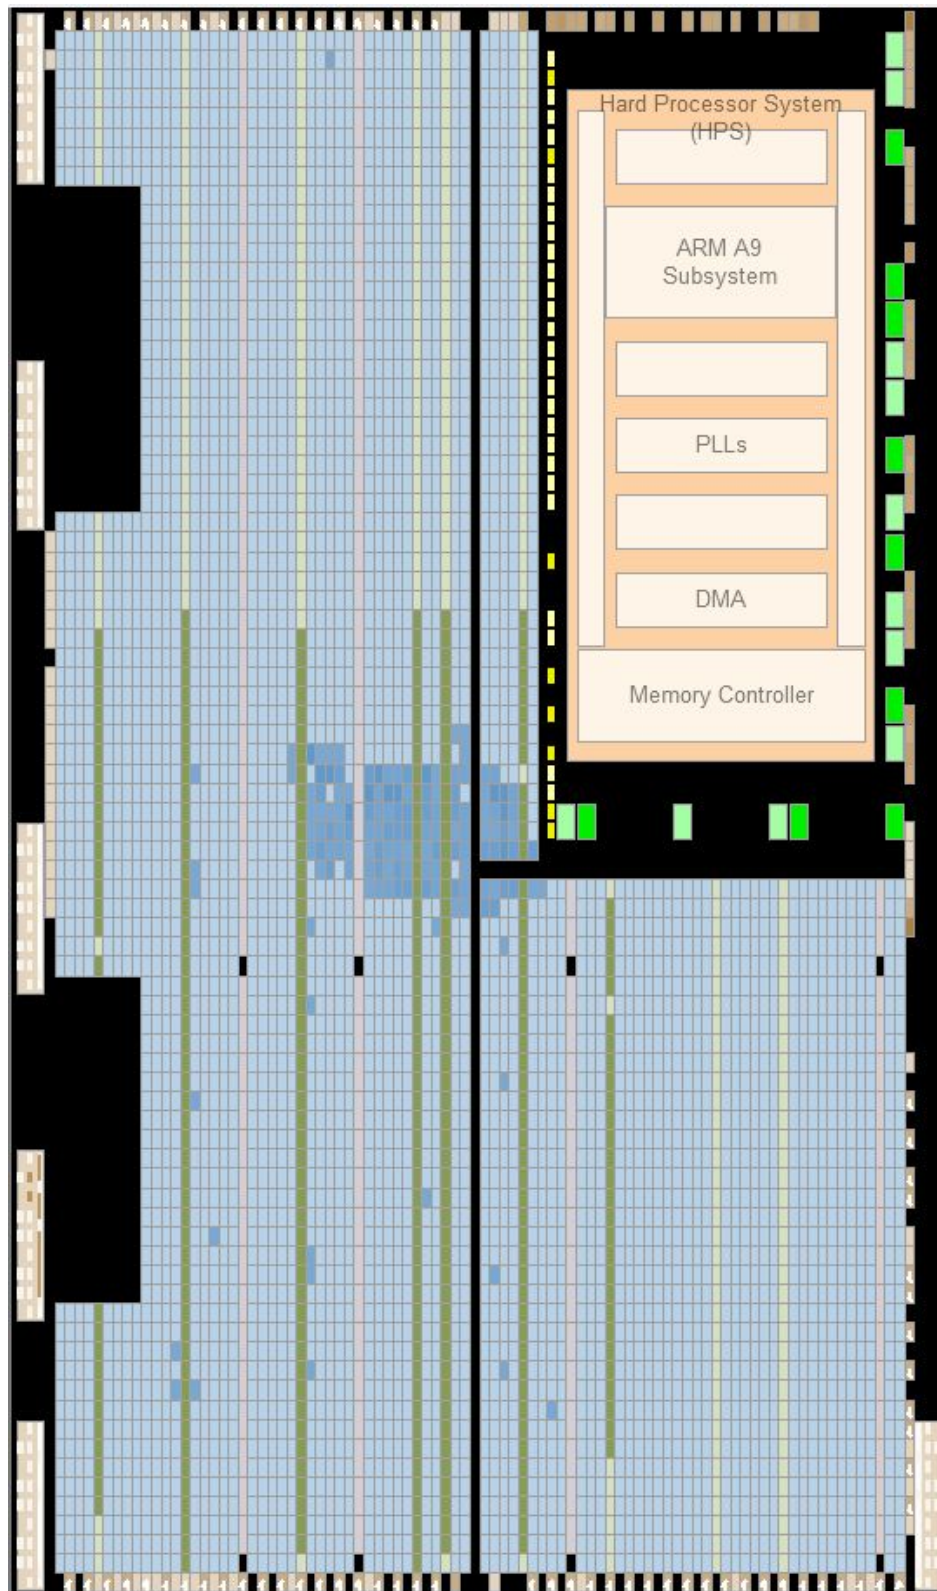 Hard Processor System
(HPS)
ARM A9
Subsystem
PLLs
DMA
Memory Controller